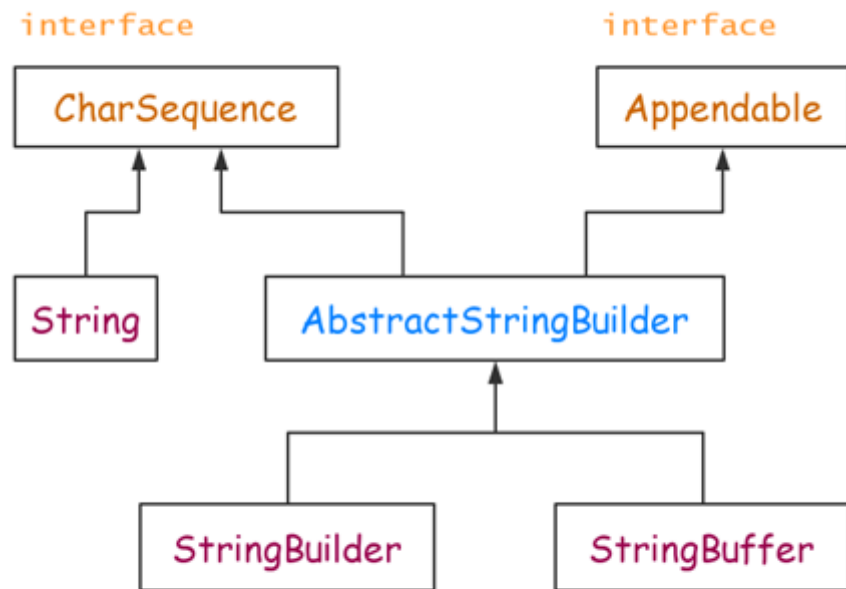 interface interface
CharSequence Appendable
String AbstractStringBuilder
StringBuilder StringBuffer